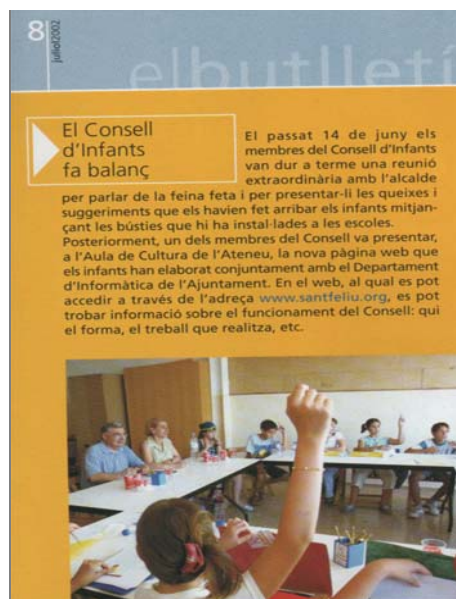 8
juliol2002
elbutlletí
El Consell
d'Infants
fa balanç
El passat 14 de juny els
membres del Consell d'Infants
van dur a terme una reunió
extraordinària amb l'alcalde
per parlar de la feina feta i per presentar-li les queixes i
suggeriments que els havien fet arribar els infants mitjan-
çant les bústies que hi ha instal·lades a les escoles.
Posteriorment, un dels membres del Consell va presentar,
a l'Aula de Cultura de l'Ateneu, la nova pàgina web que
els infants han elaborat conjuntament amb el Departament
d'Informàtica de l'Ajuntament. En el web, al qual es pot
accedir a través de l'adreça www.santfeliu.org, es pot
trobar informació sobre el funcionament del Consell: qui
el forma, el treball que realitza, etc.